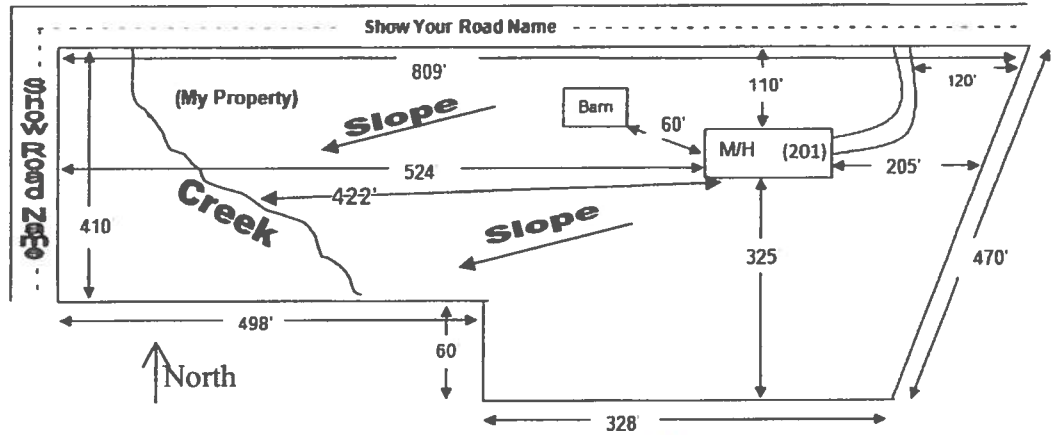 Show Your Road Name
809'
110'
120'
(My Property)
Slope
Barn
60'
M/H (201)
Show Road Name
524'
205'
422'
Creek
410'
Slope
325'
470'
498'
60'
North
328'